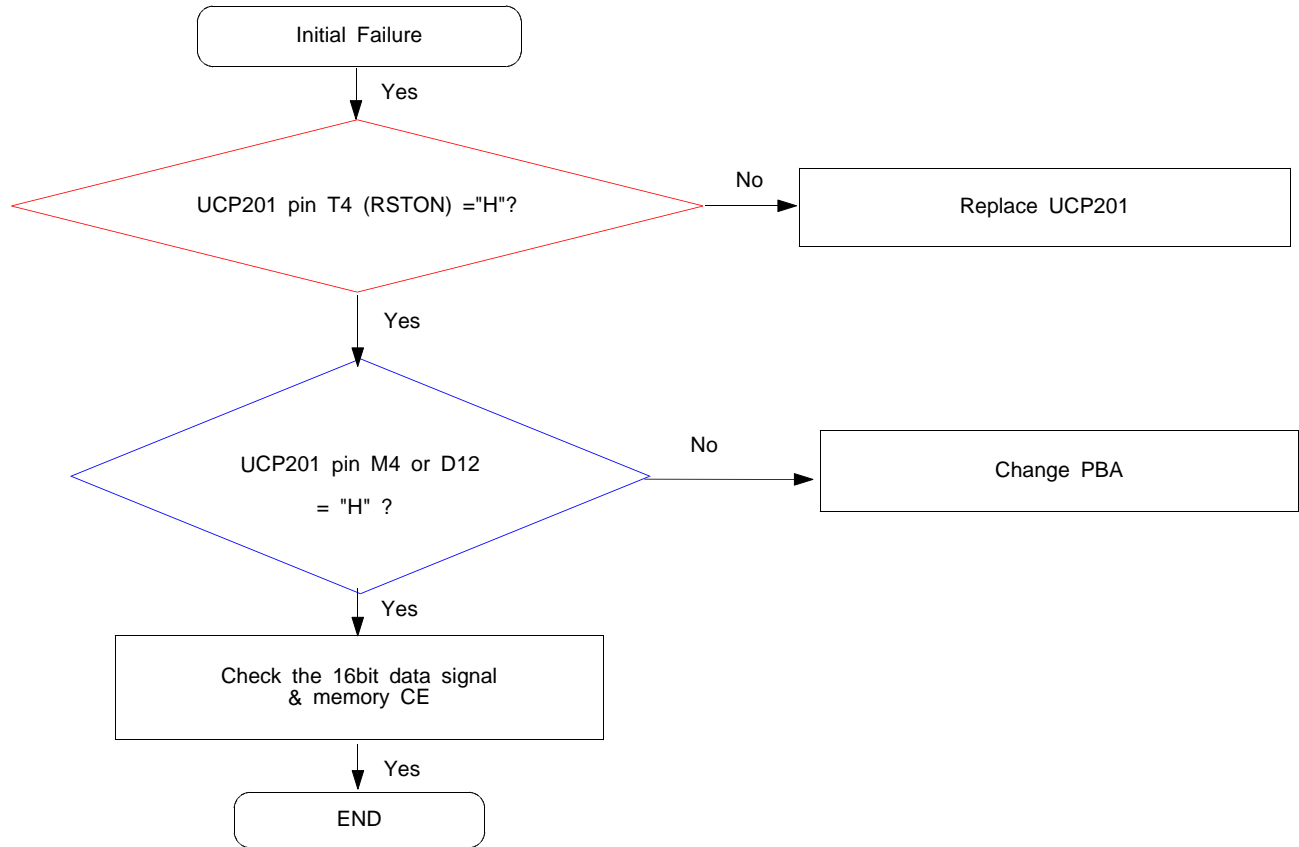 Initial Failure
Yes
UCP201 pin T4 (RSTON) ="H"?
No
Replace UCP201
Yes
UCP201 pin M4 or D12
= "H" ?
No
Change PBA
Yes
Check the 16bit data signal
& memory CE
Yes
END